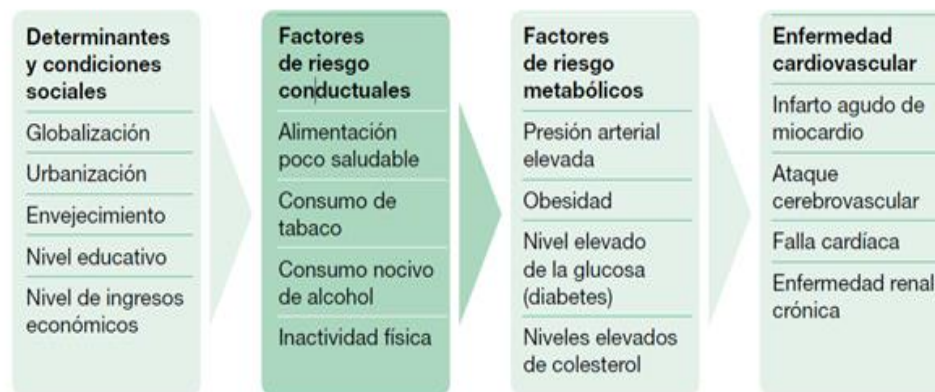 Determinantes
y condiciones
sociales
Globalización
Urbanización
Envejecimiento
Nivel educativo
Nivel de ingresos
económicos
Factores
de riesgo
conductuales
Alimentación
poco saludable
Consumo de
tabaco
Consumo nocivo
de alcohol
Inactividad física
Factores
de riesgo
metabólicos
Presión arterial
elevada
Obesidad
Nivel elevado
de la glucosa
(diabetes)
Niveles elevados
de colesterol
Enfermedad
cardiovascular
Infarto agudo de
miocardio
Ataque
cerebrovascular
Falla cardíaca
Enfermedad renal
crónica